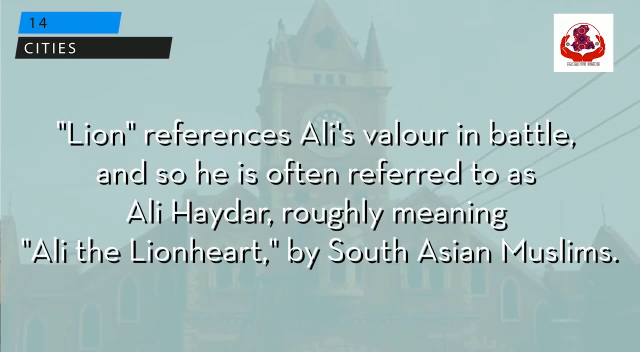 14
CITIES
"Lion" references Ali's valour in battle,
and so he is often referred to as
Ali Haydar, roughly meaning
"Ali the Lionheart," by South Asian Muslims.